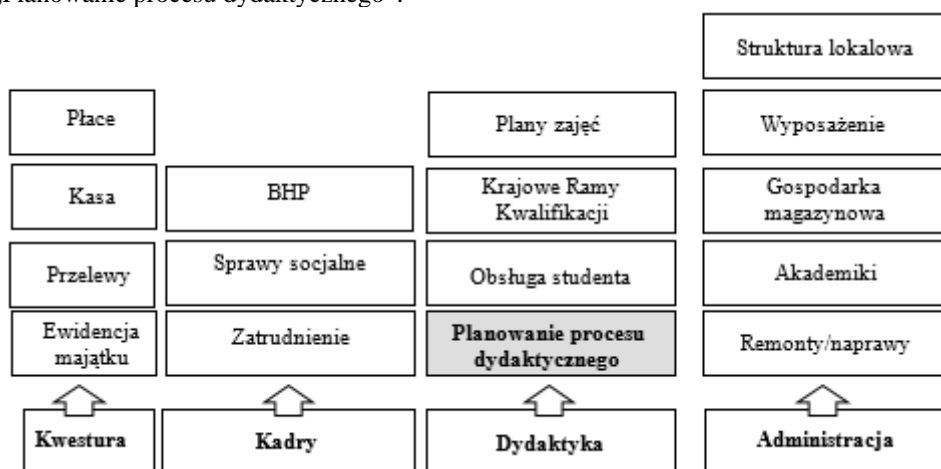 „Planowanie procesu dydaktycznego".
Struktura lokalowa
Płace
Plany zajęć
Wyposażenie
Kasa
BHP
Krajowe Ramy
Kwalifikacji
Gospodarka
magazynowa
Przelewy
Sprawy socjalne
Obsługa studenta
Akademiki
Ewidencja
majątku
Zatrudnienie
Planowanie procesu
dydaktycznego
Remonty/naprawy
Kwestura
Kadry
Dydaktyka
Administracja